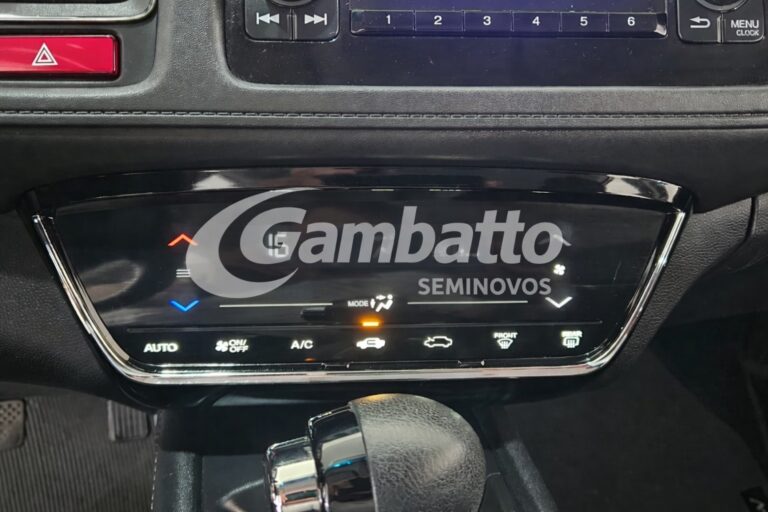 1 2 3 4 5 6
MENU
CLOCK
Gambatto
SEMINOVOS
MODE
AUTO ON/OFF A/C FRONT REAR